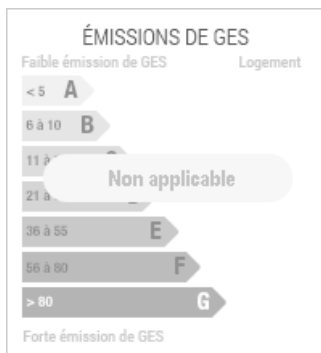 ÉMISSIONS DE GES
Faible émission de GES Logement
< 5 A
6 à 10 B
11 à
Non applicable
21 à
36 à 55 E
56 à 80 F
> 80 G
Forte émission de GES